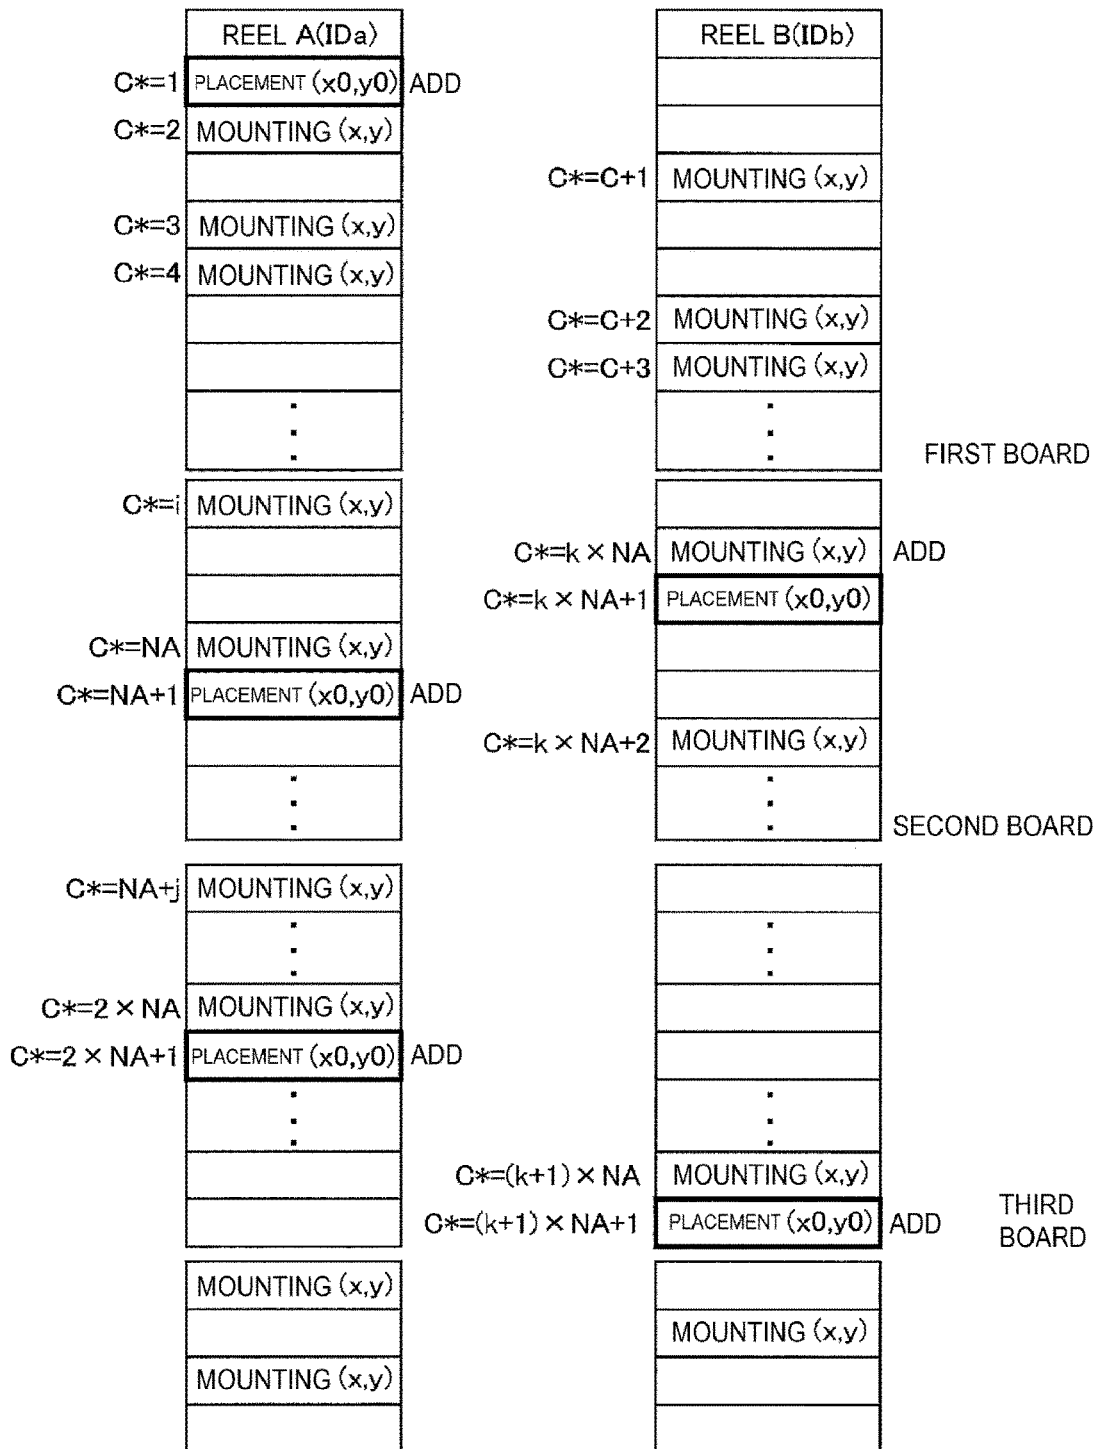 REEL A(IDa) REEL B(IDb)
C*=1 PLACEMENT (x0,y0) ADD
C*=2 MOUNTING (x,y)
C*=C+1 MOUNTING (x,y)
C*=3 MOUNTING (x,y)
C*=4 MOUNTING (x,y)
C*=C+2 MOUNTING (x,y)
C*=C+3 MOUNTING (x,y)
FIRST BOARD
C*=i MOUNTING (x,y)
C*=k × NA MOUNTING (x,y) ADD
C*=k × NA+1 PLACEMENT (x0,y0)
C*=NA MOUNTING (x,y)
C*=NA+1 PLACEMENT (x0,y0) ADD
C*=k × NA+2 MOUNTING (x,y)
SECOND BOARD
C*=NA+j MOUNTING (x,y)
C*=2 × NA MOUNTING (x,y)
C*=2 × NA+1 PLACEMENT (x0,y0) ADD
C*=(k+1) × NA MOUNTING (x,y)
C*=(k+1) × NA+1 PLACEMENT (x0,y0) ADD
THIRD
BOARD
MOUNTING (x,y)
MOUNTING (x,y)
MOUNTING (x,y)